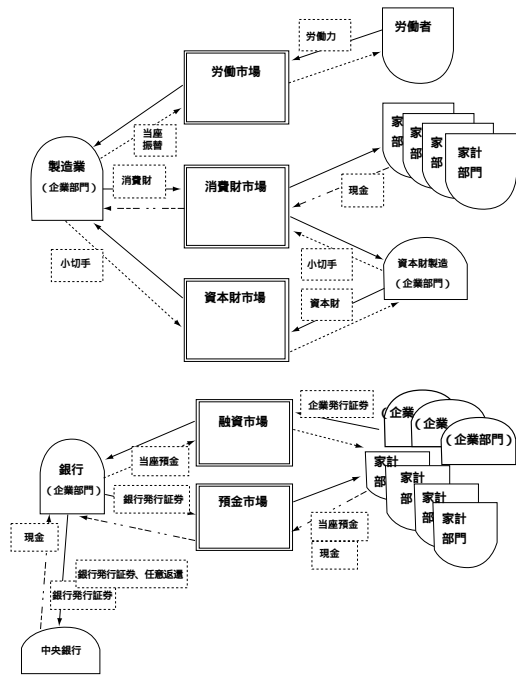 労働者
労働力
労働市場
当座
振替
製造業
(企業部門)
消費財
消費財市場
現金
家
部
家
部
家
部
家計
部門
小切手
小切手
資本財製造
(企業部門)
資本財
資本財市場
企業発行証券
(企業
(企業
(企業部門)
融資市場
当座預金
銀行
(企業部門)
銀行発行証券
預金市場
家計
部
家計
部
家計
部
家計
部門
当座預金
現金
現金
銀行発行証券、任意返還
銀行発行証券
中央銀行